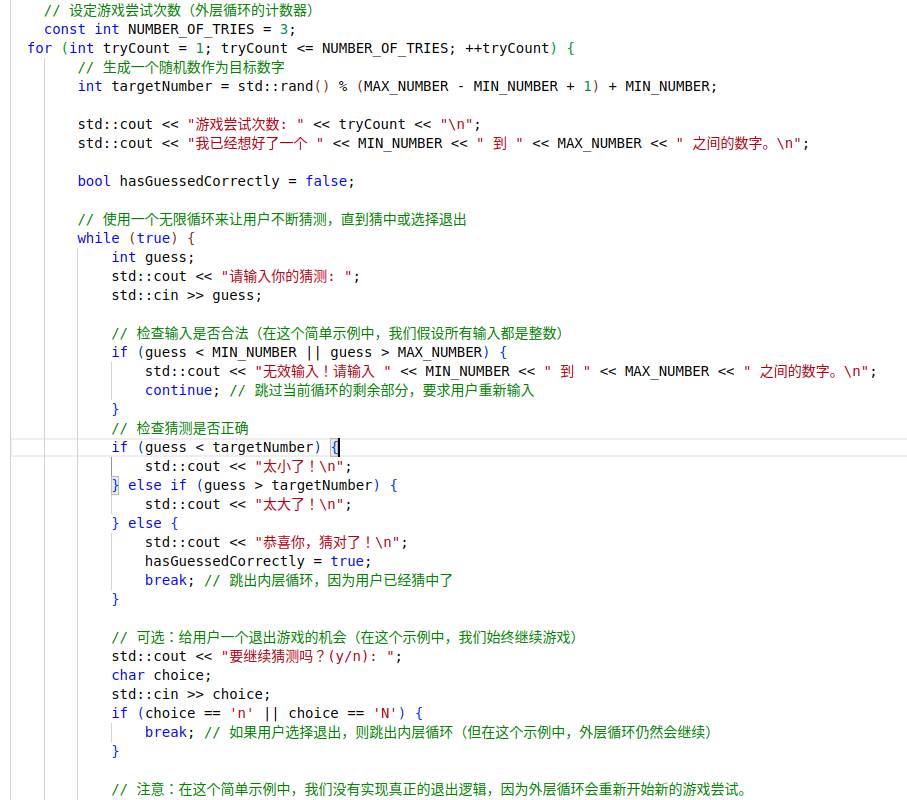 // 设定游戏尝试次数（外层循环的计数器）
const int NUMBER_OF_TRIES = 3;
for (int tryCount = 1; tryCount <= NUMBER_OF_TRIES; ++tryCount) {
// 生成一个随机数作为目标数字
int targetNumber = std::rand() % (MAX_NUMBER - MIN_NUMBER + 1) + MIN_NUMBER;
std::cout << "游戏尝试次数: " << tryCount << "\n";
std::cout << "我已经想好了一个 " << MIN_NUMBER << " 到 " << MAX_NUMBER << " 之间的数字。\n";
bool hasGuessedCorrectly = false;
// 使用一个无限循环来让用户不断猜测，直到猜中或选择退出
while (true) {
int guess;
std::cout << "请输入你的猜测: ";
std::cin >> guess;
// 检查输入是否合法（在这个简单示例中，我们假设所有输入都是整数）
if (guess < MIN_NUMBER || guess > MAX_NUMBER) {
std::cout << "无效输入！请输入 " << MIN_NUMBER << " 到 " << MAX_NUMBER << " 之间的数字。\n";
continue; // 跳过当前循环的剩余部分，要求用户重新输入
}
// 检查猜测是否正确
if (guess < targetNumber) {
std::cout << "太小了！\n";
} else if (guess > targetNumber) {
std::cout << "太大了！\n";
} else {
std::cout << "恭喜你，猜对了！\n";
hasGuessedCorrectly = true;
break; // 跳出内层循环，因为用户已经猜中了
}
// 可选：给用户一个退出游戏的机会（在这个示例中，我们始终继续游戏）
std::cout << "要继续猜测吗？(y/n): ";
char choice;
std::cin >> choice;
if (choice == 'n' || choice == 'N') {
break; // 如果用户选择退出，则跳出内层循环（但在这个示例中，外层循环仍然会继续）
}
// 注意：在这个简单示例中，我们没有实现真正的退出逻辑，因为外层循环会重新开始新的游戏尝试。